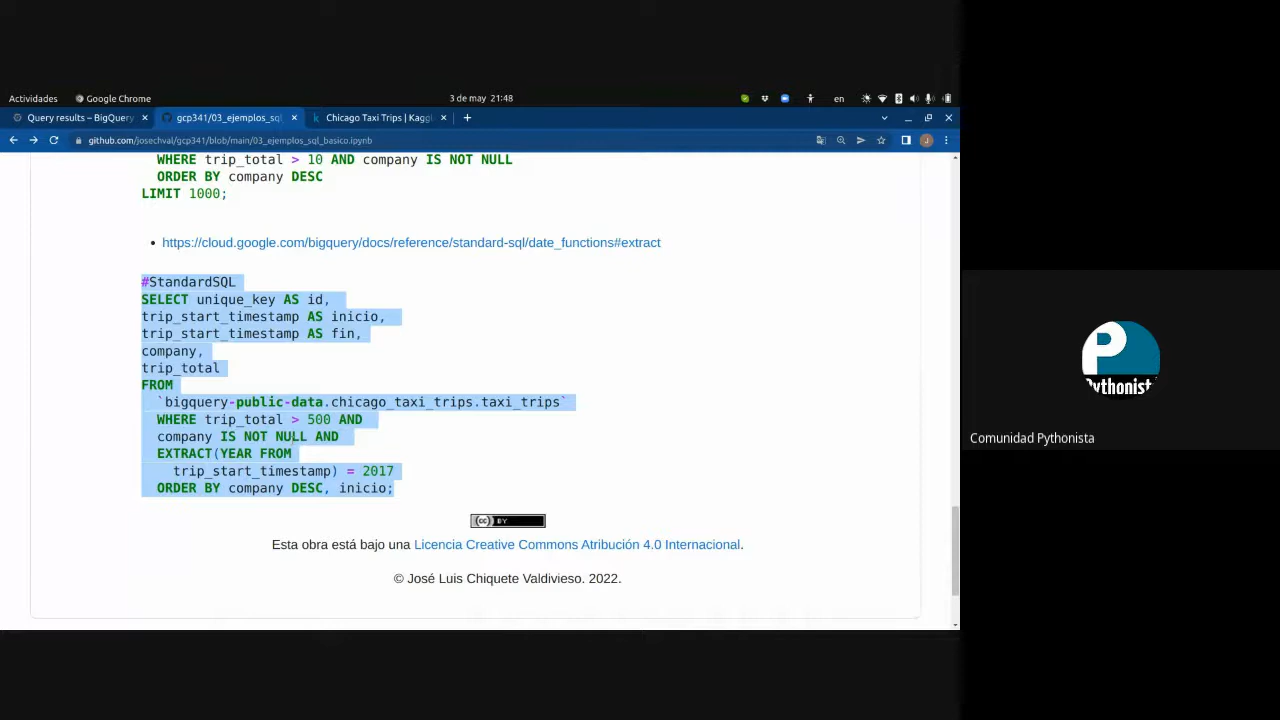 Actividades
Google Chrome
3 de may 21:48
en
Query results – BigQuery
gcp341/03_ejemplos_sql
Chicago Taxi Trips | Kaggl
github.com/josechval/gcp341/blob/main/03_ejemplos_sql_basico.ipynb
WHERE trip_total > 10 AND company IS NOT NULL
ORDER BY company DESC
LIMIT 1000;
• https://cloud.google.com/bigquery/docs/reference/standard-sql/date_functions#extract
#StandardSQL
SELECT unique_key AS id,
trip_start_timestamp AS inicio,
trip_start_timestamp AS fin,
company,
trip_total
FROM
`bigquery-public-data.chicago_taxi_trips.taxi_trips`
WHERE trip_total > 500 AND
company IS NOT NULL AND
EXTRACT(YEAR FROM
trip_start_timestamp) = 2017
ORDER BY company DESC, inicio;
(cc) BY
Esta obra está bajo una Licencia Creative Commons Atribución 4.0 Internacional.
© José Luis Chiquete Valdivieso. 2022.
P
Pythonist
Comunidad Pythonista